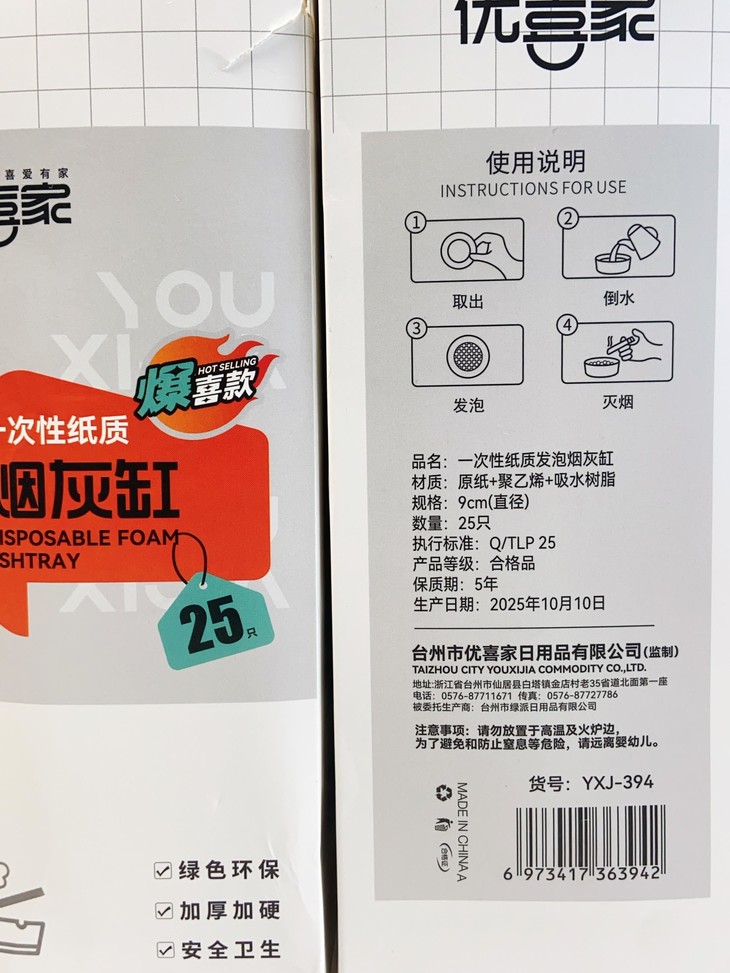 喜爱有家
喜家
YOU
爆
HOT SELLING
喜款
一次性纸质
烟灰缸
DISPOSABLE FOAM
ASHTRAY
25只
绿色环保
加厚加硬
安全卫生
优喜家
使用说明
INSTRUCTIONS FOR USE
1
2
取出
倒水
3
4
发泡
灭烟
品名：一次性纸质发泡烟灰缸
材质：原纸+聚乙烯+吸水树脂
规格：9cm(直径)
数量：25只
执行标准：Q/TLP 25
产品等级：合格品
保质期：5年
生产日期：2025年10月10日
台州市优喜家日用品有限公司(监制)
TAIZHOU CITY YOUXIJIA COMMODITY CO.,LTD.
地址:浙江省台州市仙居县白塔镇金店村老35省道北面第一座
电话：0576-87711671 传真：0576-87727786
被委托生产商：台州市绿派日用品有限公司
注意事项：请勿放置于高温及火炉边，
为了避免和防止窒息等危险，请远离婴幼儿。
货号：YXJ-394
MADE IN CHINA A
合格证
6 973417 363942